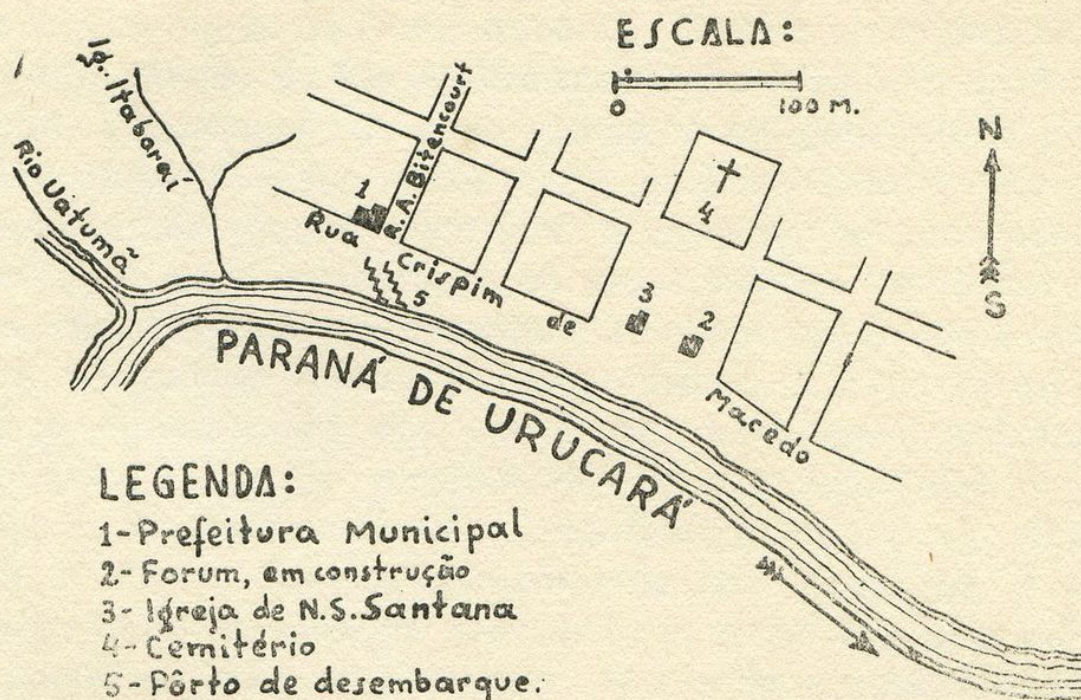 ESCALA:
0 100 M.
N
S
Ig. Itabaraí
Rio Uatumã
R. A. Bitencourt
1
Rua Crispim de Macedo
5
4
3
2
PARANÁ DE URUCARÁ
LEGENDA:
1-Prefeitura Municipal
2-Forum, em construção
3-Igreja de N.S.Santana
4-Cemitério
5-Pôrto de desembarque.